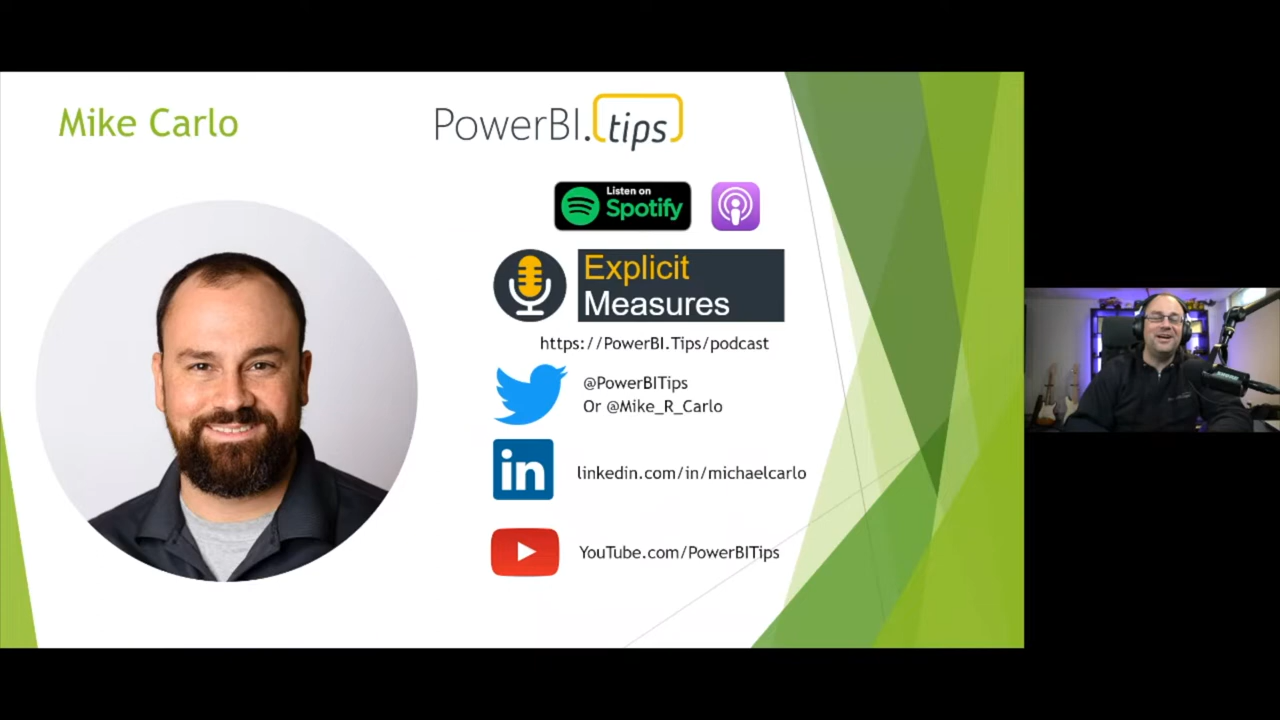 Mike Carlo
PowerBI.tips
Listen on
Spotify
Explicit
Measures
https://PowerBI.Tips/podcast
@PowerBITips
Or @Mike_R_Carlo
in
linkedin.com/in/michaelcarlo
YouTube.com/PowerBITips